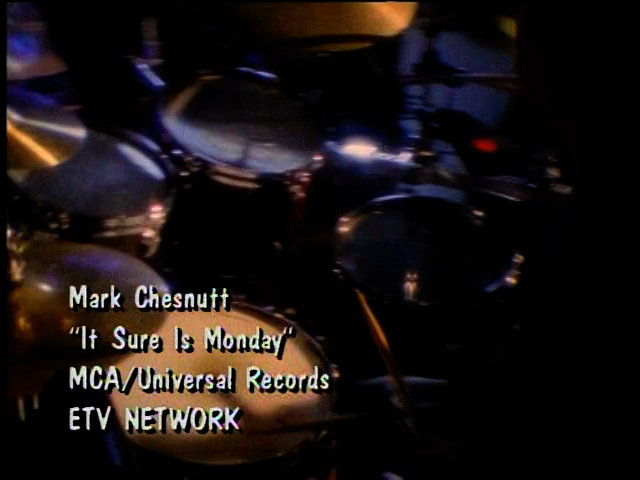 Mark Chesnutt
"It Sure Is Monday"
MCA/Universal Records
ETV NETWORK